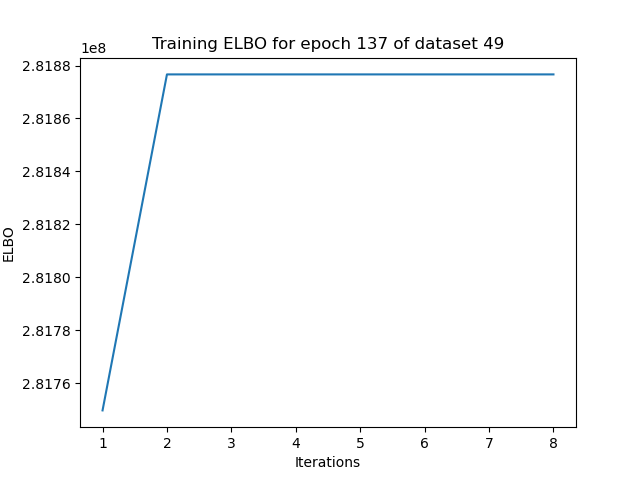 Training ELBO for epoch 137 of dataset 49
1e8
2.8188
2.8186
2.8184
2.8182
2.8180
2.8178
2.8176
ELBO
1 2 3 4 5 6 7 8
Iterations